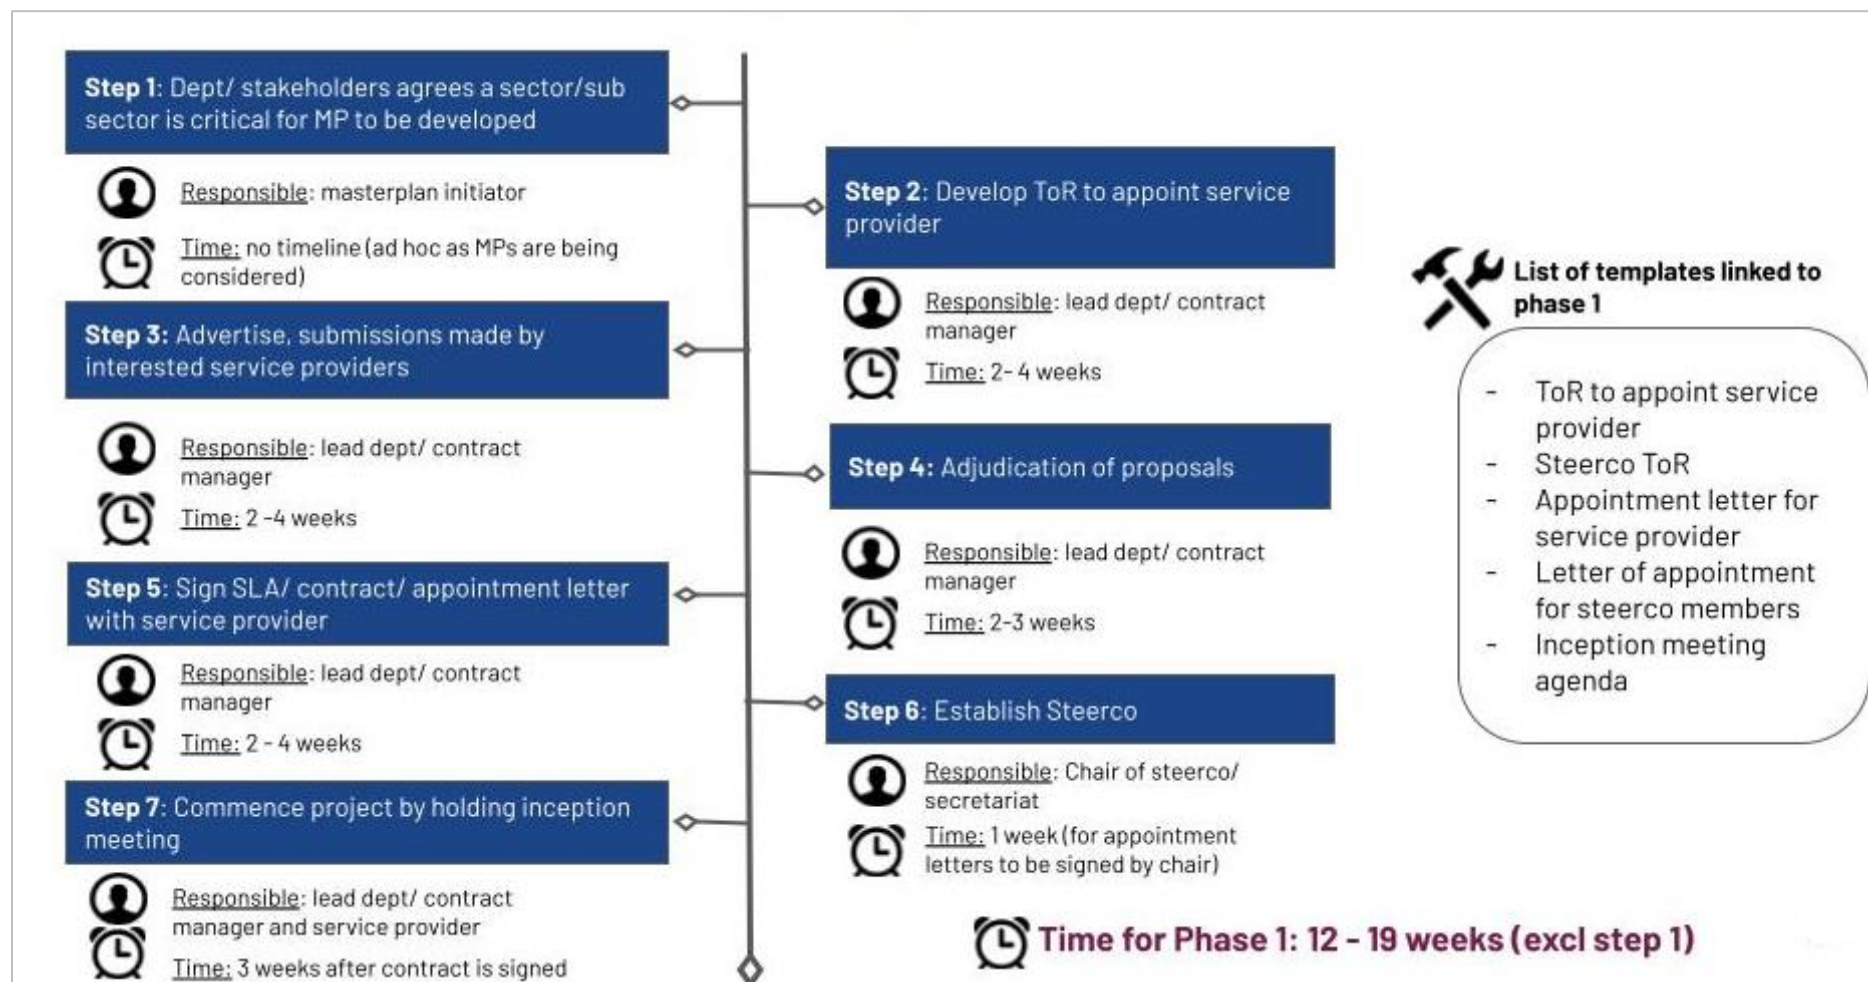 Step 1: Dept/ stakeholders agrees a sector/sub
sector is critical for MP to be developed
Responsible: masterplan initiator
Time: no timeline (ad hoc as MPs are being
considered)
Step 2: Develop ToR to appoint service
provider
Responsible: lead dept/ contract
manager
Time: 2- 4 weeks
Step 3: Advertise, submissions made by
interested service providers
Responsible: lead dept/ contract
manager
Time: 2 -4 weeks
Step 4: Adjudication of proposals
Responsible: lead dept/ contract
manager
Time: 2-3 weeks
Step 5: Sign SLA/ contract/ appointment letter
with service provider
Responsible: lead dept/ contract
manager
Time: 2 - 4 weeks
Step 6: Establish Steerco
Responsible: Chair of steerco/
secretariat
Time: 1 week (for appointment
letters to be signed by chair)
Step 7: Commence project by holding inception
meeting
Responsible: lead dept/ contract
manager and service provider
Time: 3 weeks after contract is signed
List of templates linked to
phase 1
- ToR to appoint service
provider
- Steerco ToR
- Appointment letter for
service provider
- Letter of appointment
for steerco members
- Inception meeting
agenda
Time for Phase 1: 12 - 19 weeks (excl step 1)